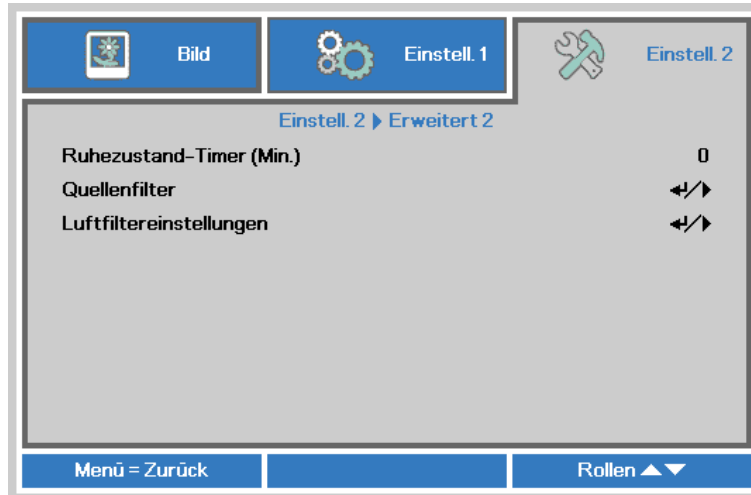 Bild
Einstell. 1
Einstell. 2
Einstell. 2 ▶ Erweitert 2
Ruhezustand-Timer (Min.) 0
Quellenfilter ↵/▶
Luftfiltereinstellungen ↵/▶
Menü = Zurück
Rollen ▲▼